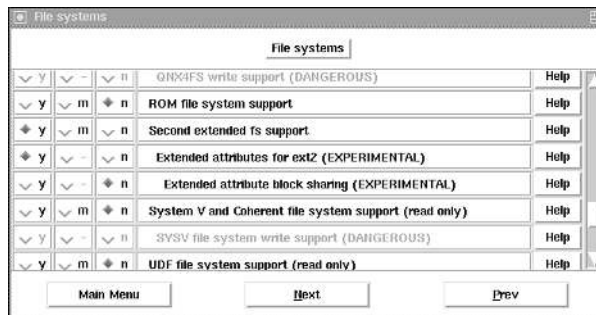 File systems
File systems
y - n QNX4FS write support (DANGEROUS) Help
y m n ROM file system support Help
y m n Second extended fs support Help
y - n Extended attributes for ext2 (EXPERIMENTAL) Help
y n Extended attribute block sharing (EXPERIMENTAL) Help
y m n System V and Coherent file system support (read only) Help
y - n SYSV file system write support (DANGEROUS) Help
y m n UDF file system support (read only) Help
Main Menu Next Prev